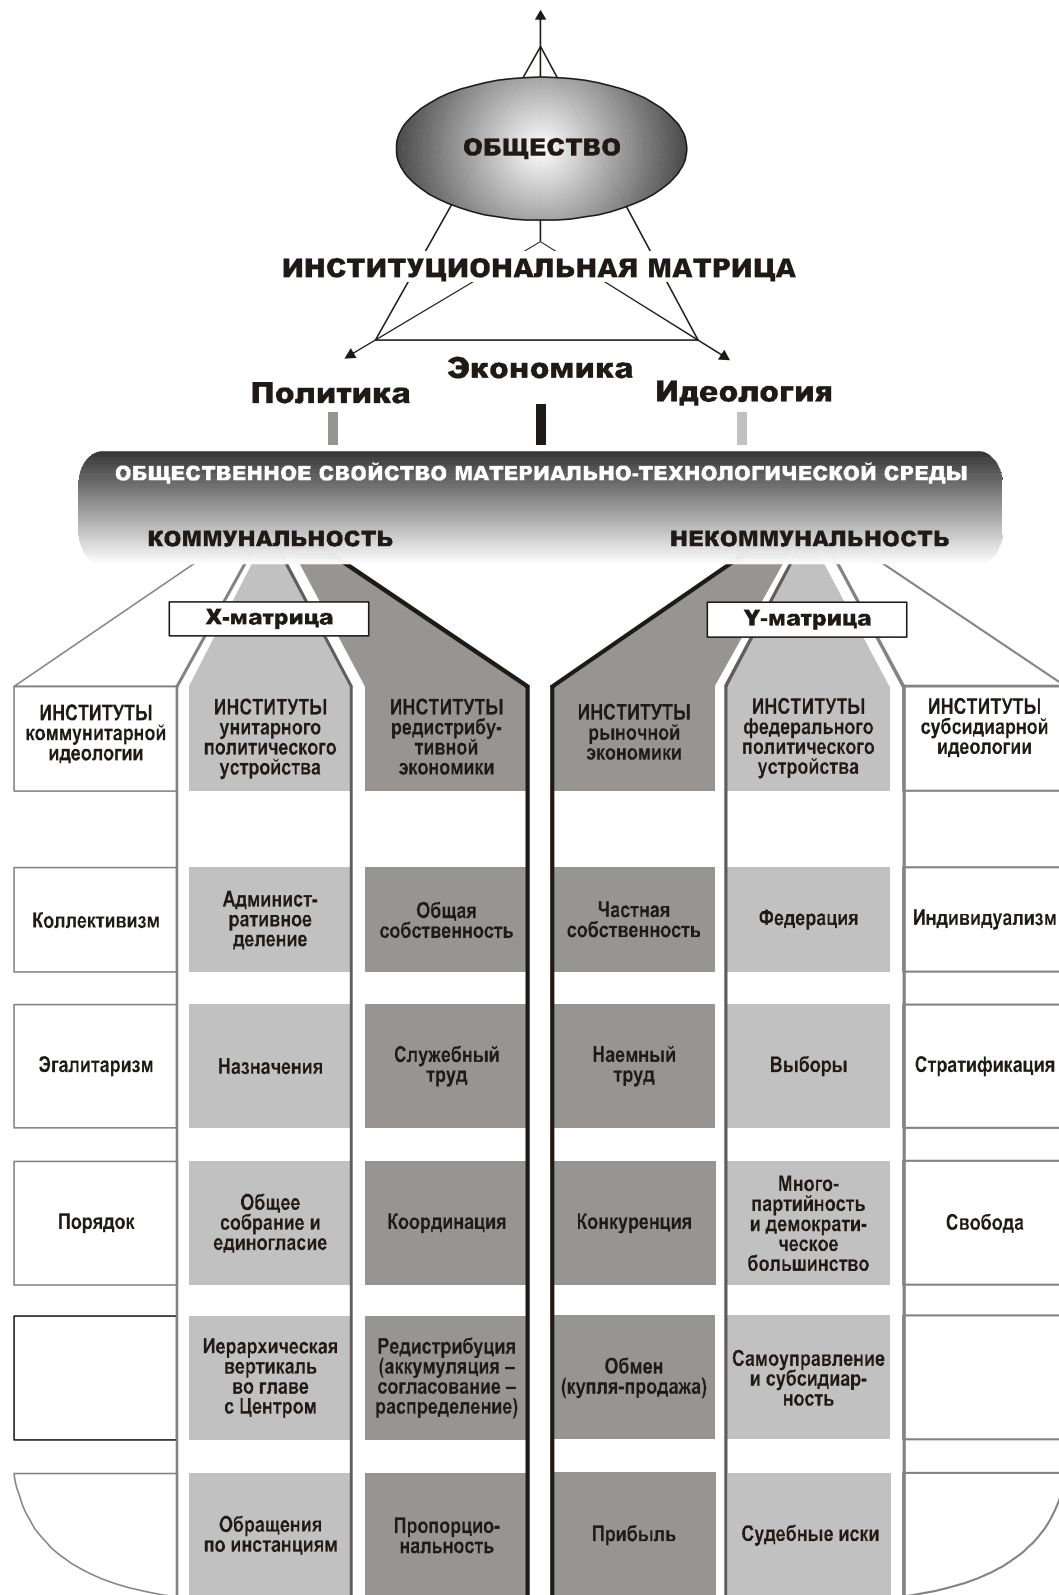 ОБЩЕСТВО
ИНСТИТУЦИОНАЛЬНАЯ МАТРИЦА
Экономика
Политика
Идеология
ОБЩЕСТВЕННОЕ СВОЙСТВО МАТЕРИАЛЬНО-ТЕХНОЛОГИЧЕСКОЙ СРЕДЫ
КОММУНАЛЬНОСТЬ
НЕКОММУНАЛЬНОСТЬ
Х-матрица
Y-матрица
ИНСТИТУТЫ
коммунитарной
идеологии
ИНСТИТУТЫ
унитарного
политического
устройства
ИНСТИТУТЫ
редистрибу-
тивной
экономики
ИНСТИТУТЫ
рыночной
экономики
ИНСТИТУТЫ
федерального
политического
устройства
ИНСТИТУТЫ
субсидиарной
идеологии
Коллективизм
Админист-
ративное
деление
Общая
собственность
Частная
собственность
Федерация
Индивидуализм
Эгалитаризм
Назначения
Служебный
труд
Наемный
труд
Выборы
Стратификация
Порядок
Общее
собрание и
единогласие
Координация
Конкуренция
Много-
партийность
и демократи-
ческое
большинство
Свобода
Иерархическая
вертикаль
во главе
с Центром
Редистрибуция
(аккумуляция –
согласование –
распределение)
Обмен
(купля-продажа)
Самоуправление
и субсидиар-
ность
Обращения
по инстанциям
Пропорцио-
нальность
Прибыль
Судебные иски